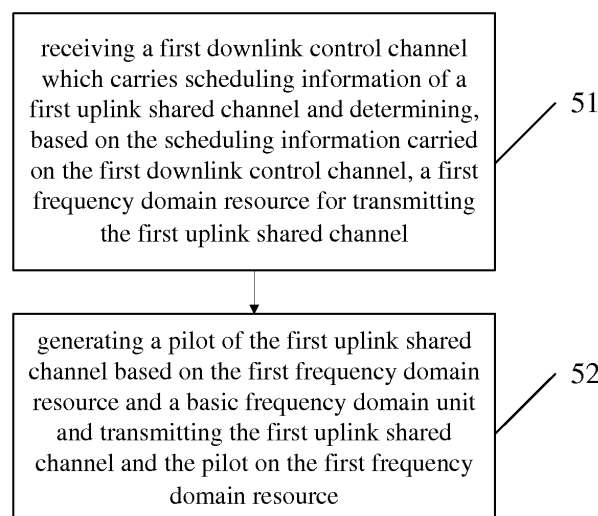 receiving a first downlink control channel
which carries scheduling information of a
first uplink shared channel and determining,
based on the scheduling information carried
on the first downlink control channel, a first
frequency domain resource for transmitting
the first uplink shared channel
51
generating a pilot of the first uplink shared
channel based on the first frequency domain
resource and a basic frequency domain unit
and transmitting the first uplink shared
channel and the pilot on the first frequency
domain resource
52